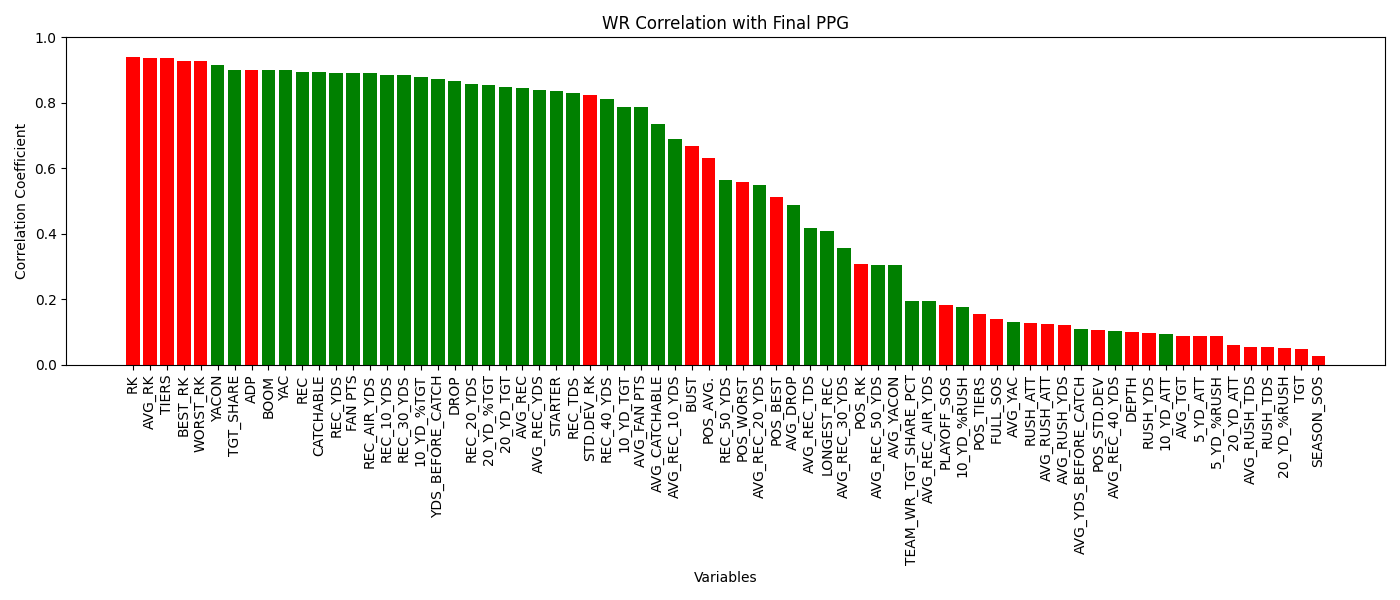 WR Correlation with Final PPG
Correlation Coefficient
1.0
0.8
0.6
0.4
0.2
0.0
RK
AVG_RK
TIERS
BEST_RK
WORST_RK
YACON
TGT_SHARE
ADP
BOOM
YAC
REC
CATCHABLE
REC_YDS
FAN PTS
REC_AIR_YDS
REC_10_YDS
REC_30_YDS
10_YD_%TGT
YDS_BEFORE_CATCH
DROP
REC_20_YDS
20_YD_%TGT
20_YD_TGT
AVG_REC
AVG_REC_YDS
STARTER
REC_TDS
STD.DEV_RK
REC_40_YDS
10_YD_TGT
AVG_FAN PTS
AVG_CATCHABLE
AVG_REC_10_YDS
BUST
POS_AVG.
REC_50_YDS
POS_WORST
AVG_REC_20_YDS
POS_BEST
AVG_DROP
AVG_REC_TDS
LONGEST_REC
AVG_REC_30_YDS
POS_RK
AVG_REC_50_YDS
AVG_YACON
TEAM_WR_TGT_SHARE_PCT
AVG_REC_AIR_YDS
PLAYOFF_SOS
10_YD_%RUSH
POS_TIERS
FULL_SOS
AVG_YAC
RUSH_ATT
AVG_RUSH_ATT
AVG_RUSH_YDS
AVG_YDS_BEFORE_CATCH
POS_STD.DEV
AVG_REC_40_YDS
DEPTH
RUSH_YDS
10_YD_ATT
AVG_TGT
5_YD_ATT
5_YD_%RUSH
20_YD_ATT
AVG_RUSH_TDS
RUSH_TDS
20_YD_%RUSH
TGT
SEASON_SOS
Variables